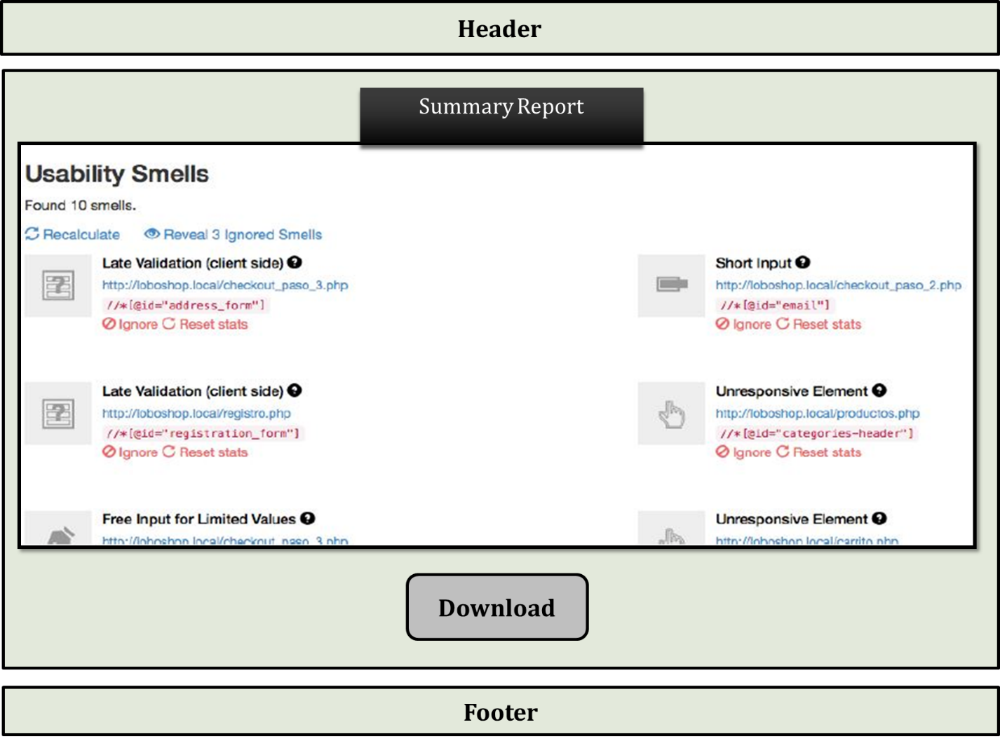 Header
Summary Report
Usability Smells
Found 10 smells.
Recalculate Reveal 3 Ignored Smells
Late Validation (client side)
http://loboshop.local/checkout_paso_3.php
//*[@id="address_form"]
Ignore Reset stats
Short Input
http://loboshop.local/checkout_paso_2.php
//*[@id="email"]
Ignore Reset stats
Late Validation (client side)
http://loboshop.local/registro.php
//*[@id="registration_form"]
Ignore Reset stats
Unresponsive Element
http://loboshop.local/productos.php
//*[@id="categories-header"]
Ignore Reset stats
Free Input for Limited Values
http://loboshop.local/checkout_paso_3.php
Unresponsive Element
http://loboshop.local/carrito.php
Download
Footer